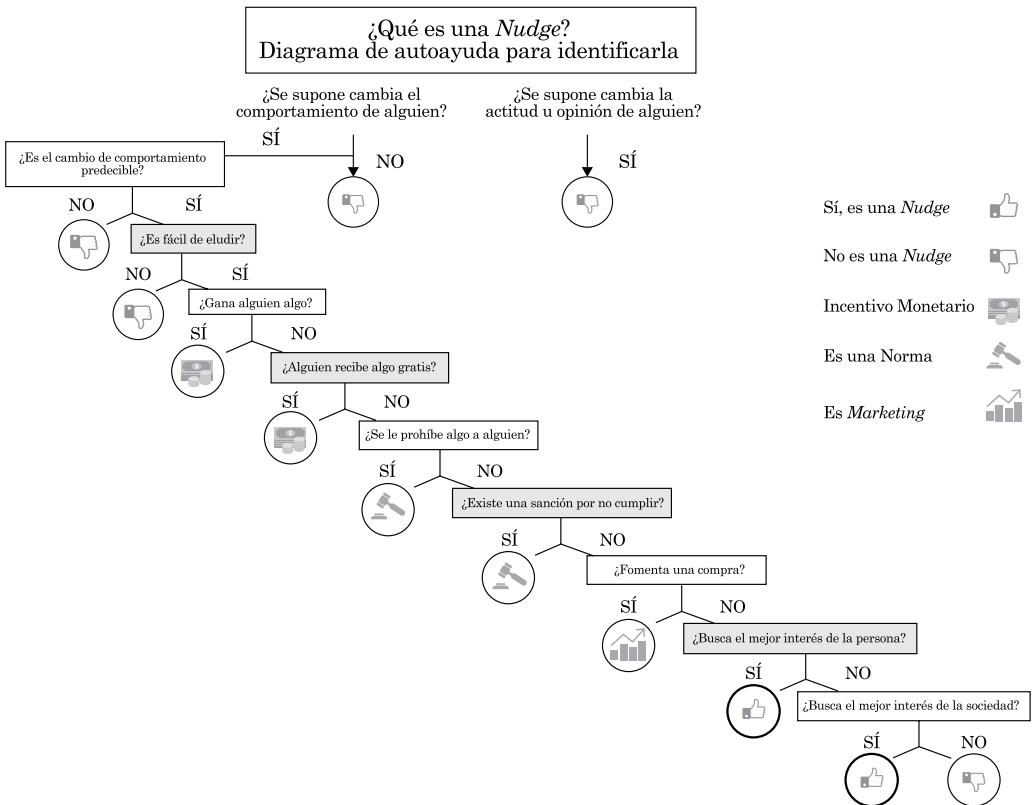 ¿Qué es una Nudge?
Diagrama de autoayuda para identificarla
¿Se supone cambia el
comportamiento de alguien?
¿Se supone cambia la
actitud u opinión de alguien?
SÍ
NO
SÍ
¿Es el cambio de comportamiento
predecible?
NO
SÍ
¿Es fácil de eludir?
NO
SÍ
¿Gana alguien algo?
SÍ
NO
¿Alguien recibe algo gratis?
SÍ
NO
¿Se le prohíbe algo a alguien?
SÍ
NO
¿Existe una sanción por no cumplir?
SÍ
NO
¿Fomenta una compra?
SÍ
NO
¿Busca el mejor interés de la persona?
SÍ
NO
¿Busca el mejor interés de la sociedad?
SÍ
NO
Sí, es una Nudge
No es una Nudge
Incentivo Monetario
Es una Norma
Es Marketing